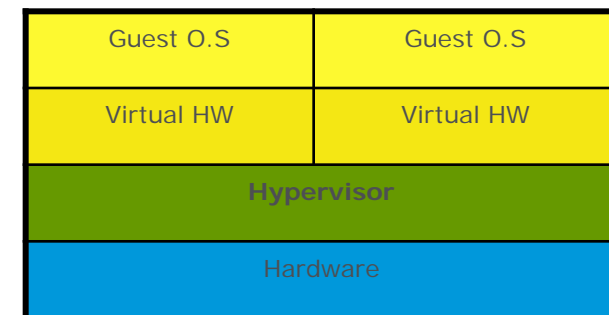 Guest O.S Guest O.S
Virtual HW Virtual HW
Hypervisor
Hardware